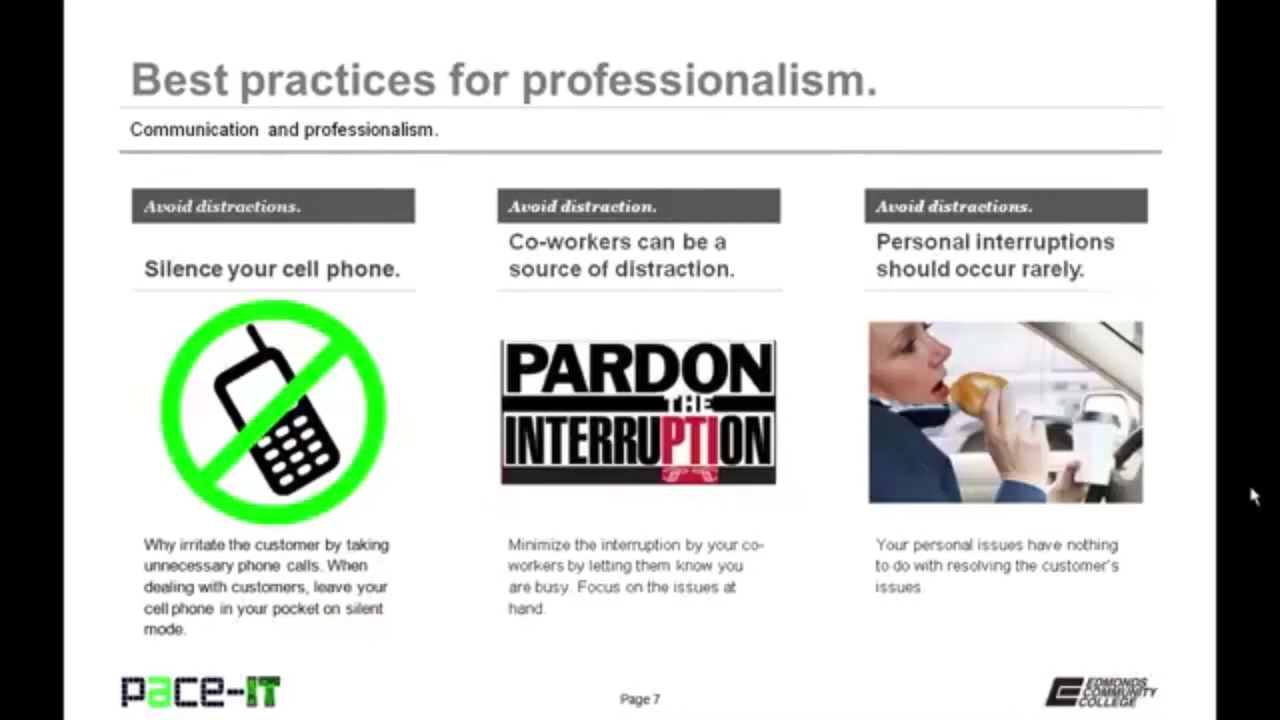 Best practices for professionalism.
Communication and professionalism.
Avoid distractions.
Silence your cell phone.
Why irritate the customer by taking
unnecessary phone calls. When
dealing with customers, leave your
cell phone in your pocket on silent
mode.
Avoid distraction.
Co-workers can be a
source of distraction.
PARDON
THE
INTERRUPTION
Minimize the interruption by your co-
workers by letting them know you
are busy. Focus on the issues at
hand.
Avoid distractions.
Personal interruptions
should occur rarely.
Your personal issues have nothing
to do with resolving the customer's
issues.
pace-IT
Page 7
EDMONDS
COMMUNITY
COLLEGE